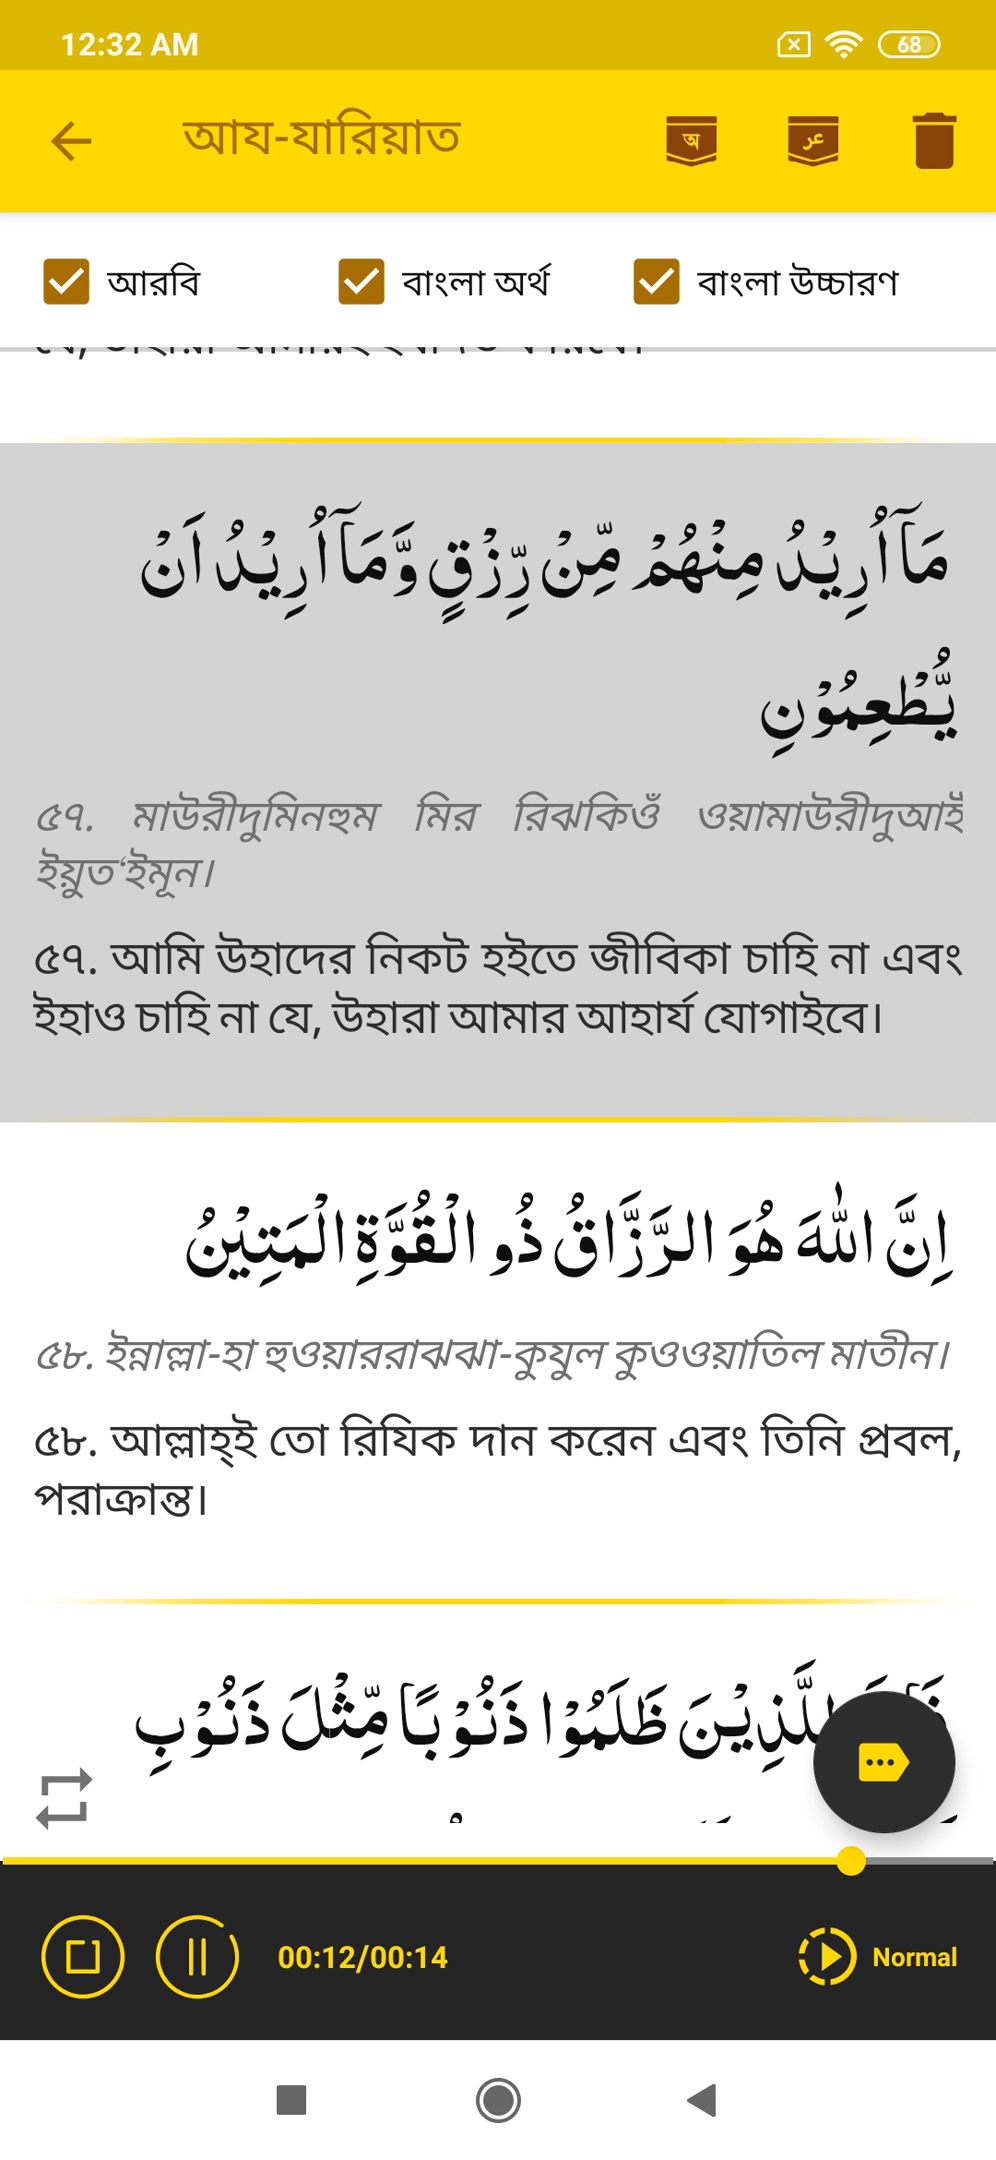 12:32 AM
68
আয-যারিয়াত
অ
عر
আরবি
বাংলা অর্থ
বাংলা উচ্চারণ
مَاۤ اُرِيْدُ مِنْهُمْ مِّنْ رِّزْقٍ وَّمَاۤ اُرِيْدُ اَنْ
يُّطْعِمُوْنِ
৫৭. মাউরীদুমিনহুম মির রিঝকিওঁ ওয়ামাউরীদুআইঁ
ইয়ুত‘ইমূন।
৫৭. আমি উহাদের নিকট হইতে জীবিকা চাহি না এবং
ইহাও চাহি না যে, উহারা আমার আহার্য যোগাইবে।
اِنَّ اللّٰهَ هُوَ الرَّزَّاقُ ذُو الْقُوَّةِ الْمَتِيْنُ
৫৮. ইন্নাল্লা-হা হুওয়াররাঝঝা-কুযুল কুওওয়াতিল মাতীন।
৫৮. আল্লাহ্‌ই তো রিযিক দান করেন এবং তিনি প্রবল,
পরাক্রান্ত।
ظَلَمُوْا ذَنُوْبًا مِّثْلَ ذَنُوْبِ
00:12/00:14
Normal